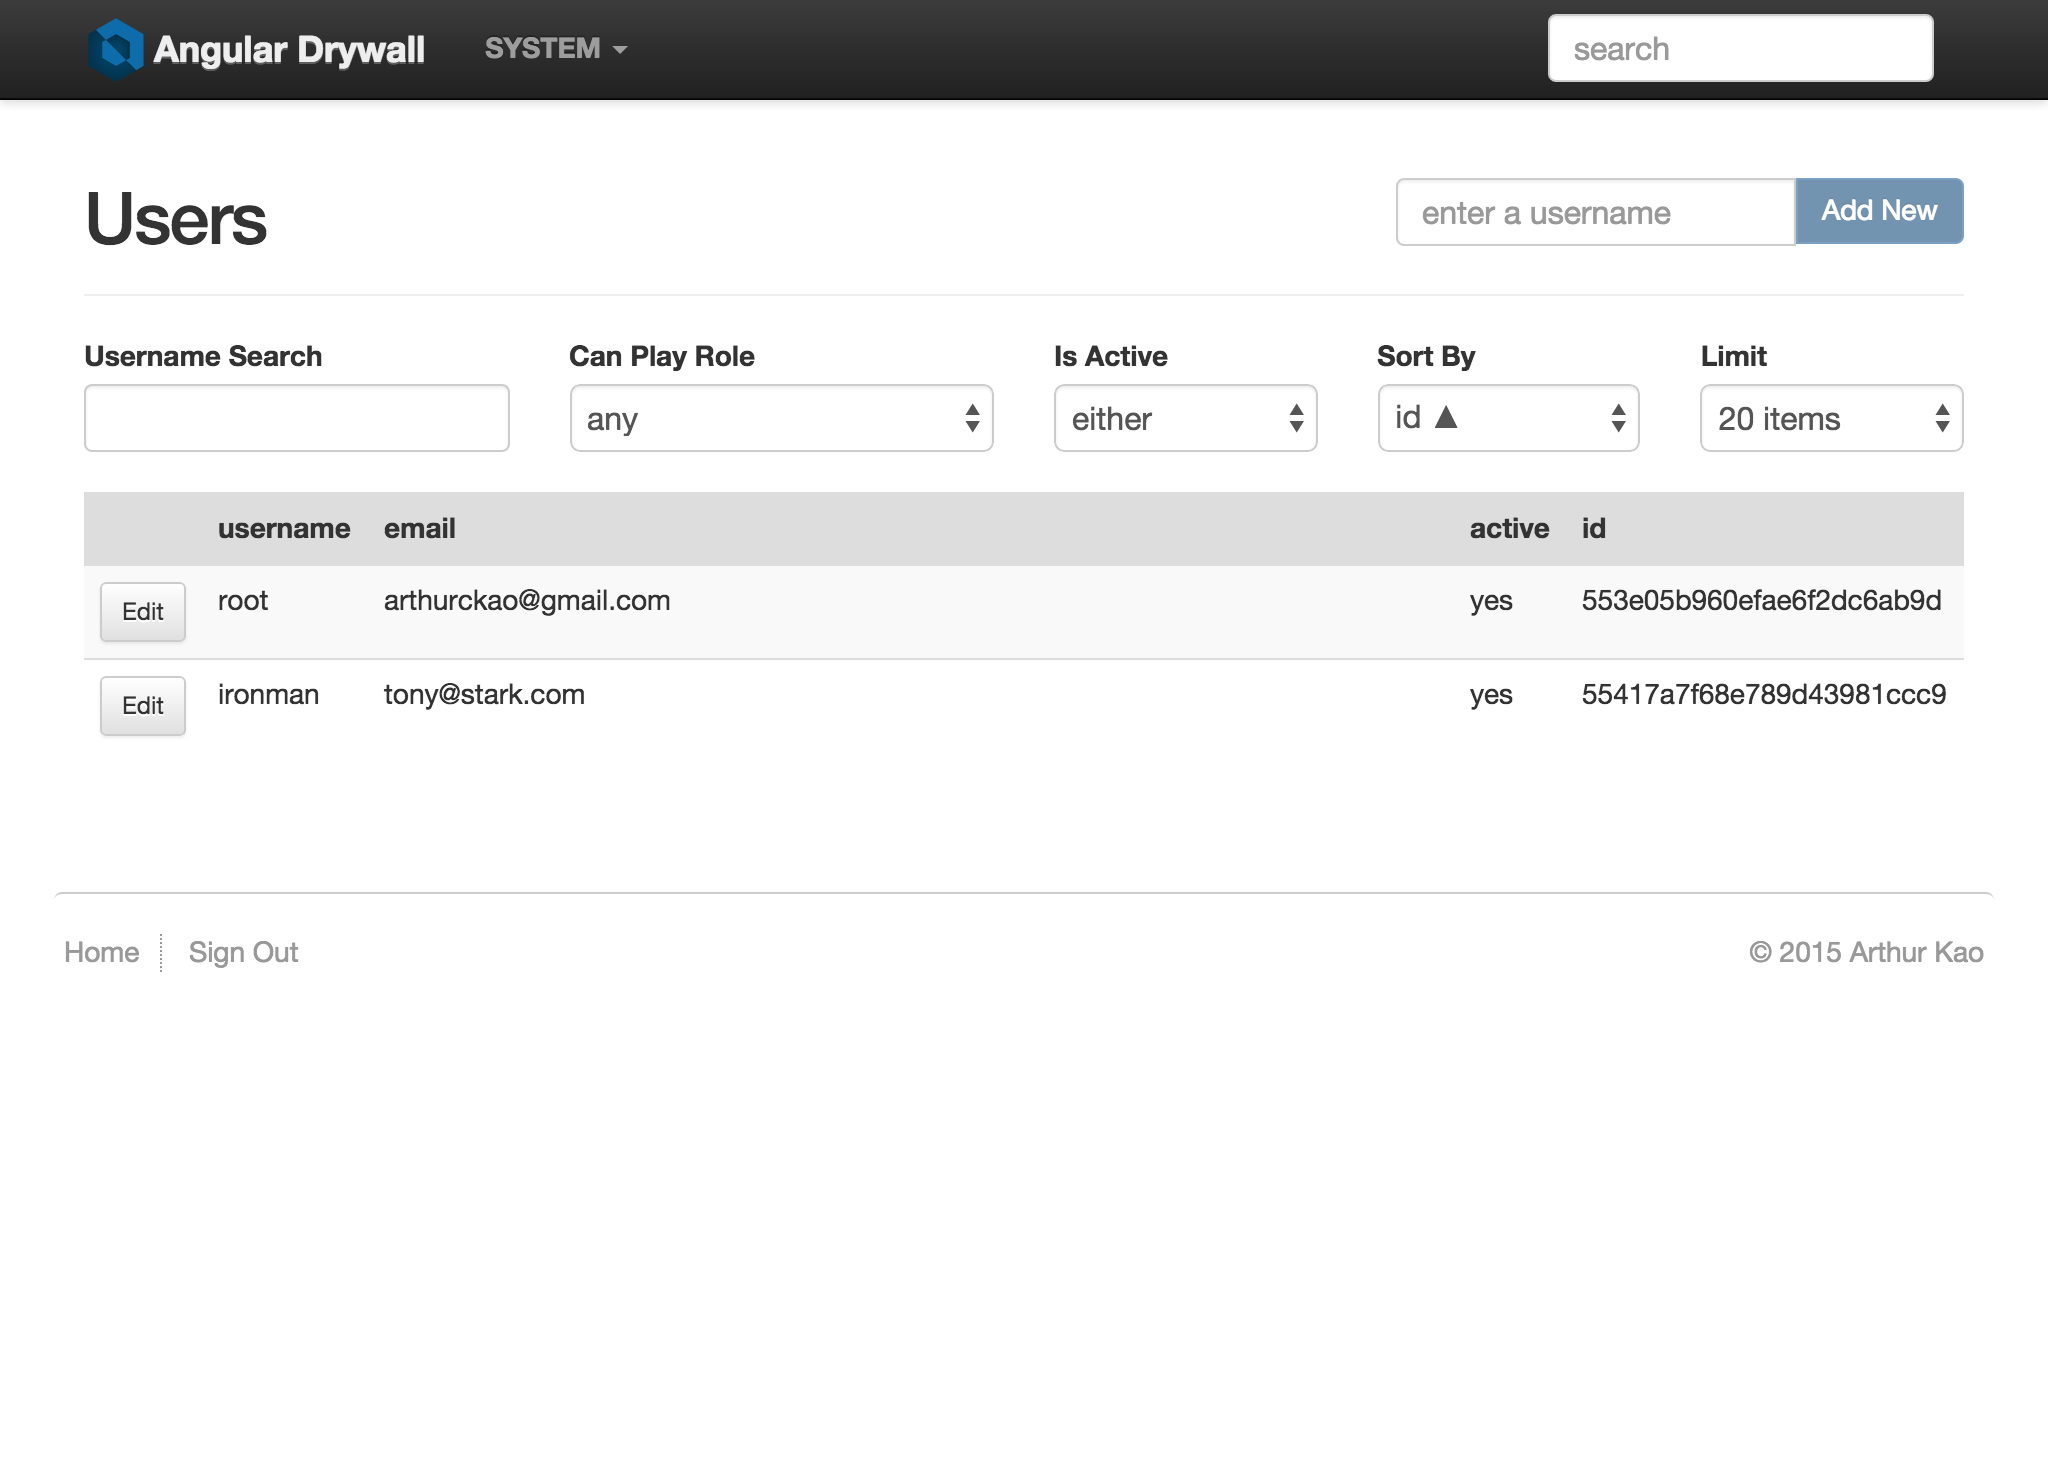 Angular Drywall SYSTEM search
Users enter a username Add New
Username Search Can Play Role Is Active Sort By Limit
any either id ▲ 20 items
username email active id
Edit root arthurckao@gmail.com yes 553e05b960efae6f2dc6ab9d
Edit ironman tony@stark.com yes 55417a7f68e789d43981ccc9
Home Sign Out © 2015 Arthur Kao